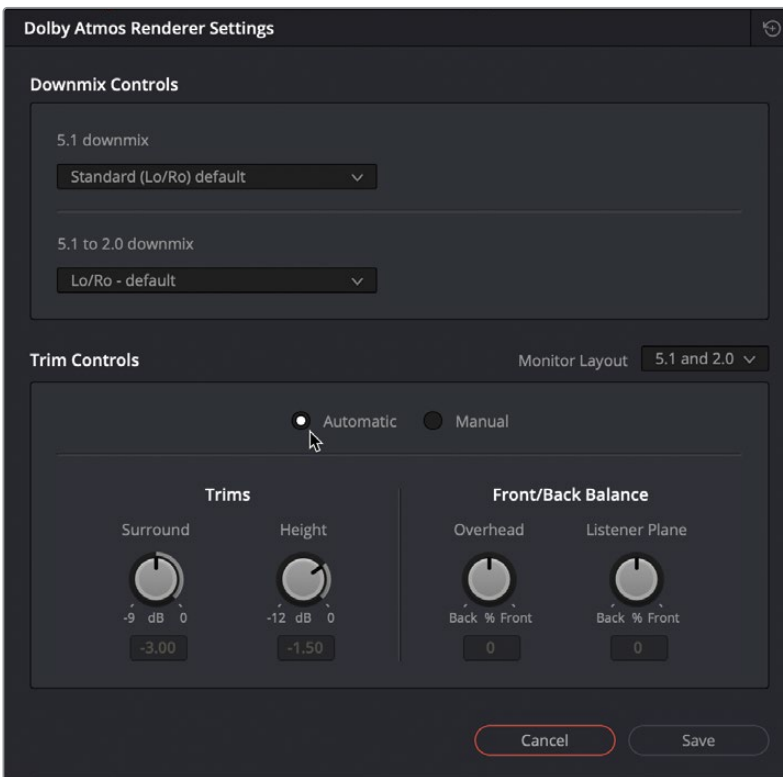 Dolby Atmos Renderer Settings
Downmix Controls
5.1 downmix
Standard (Lo/Ro) default
5.1 to 2.0 downmix
Lo/Ro - default
Trim Controls
Monitor Layout 5.1 and 2.0
Automatic Manual
Trims
Surround Height
-9 dB 0 -12 dB 0
-3.00 -1.50
Front/Back Balance
Overhead Listener Plane
Back % Front Back % Front
0 0
Cancel Save